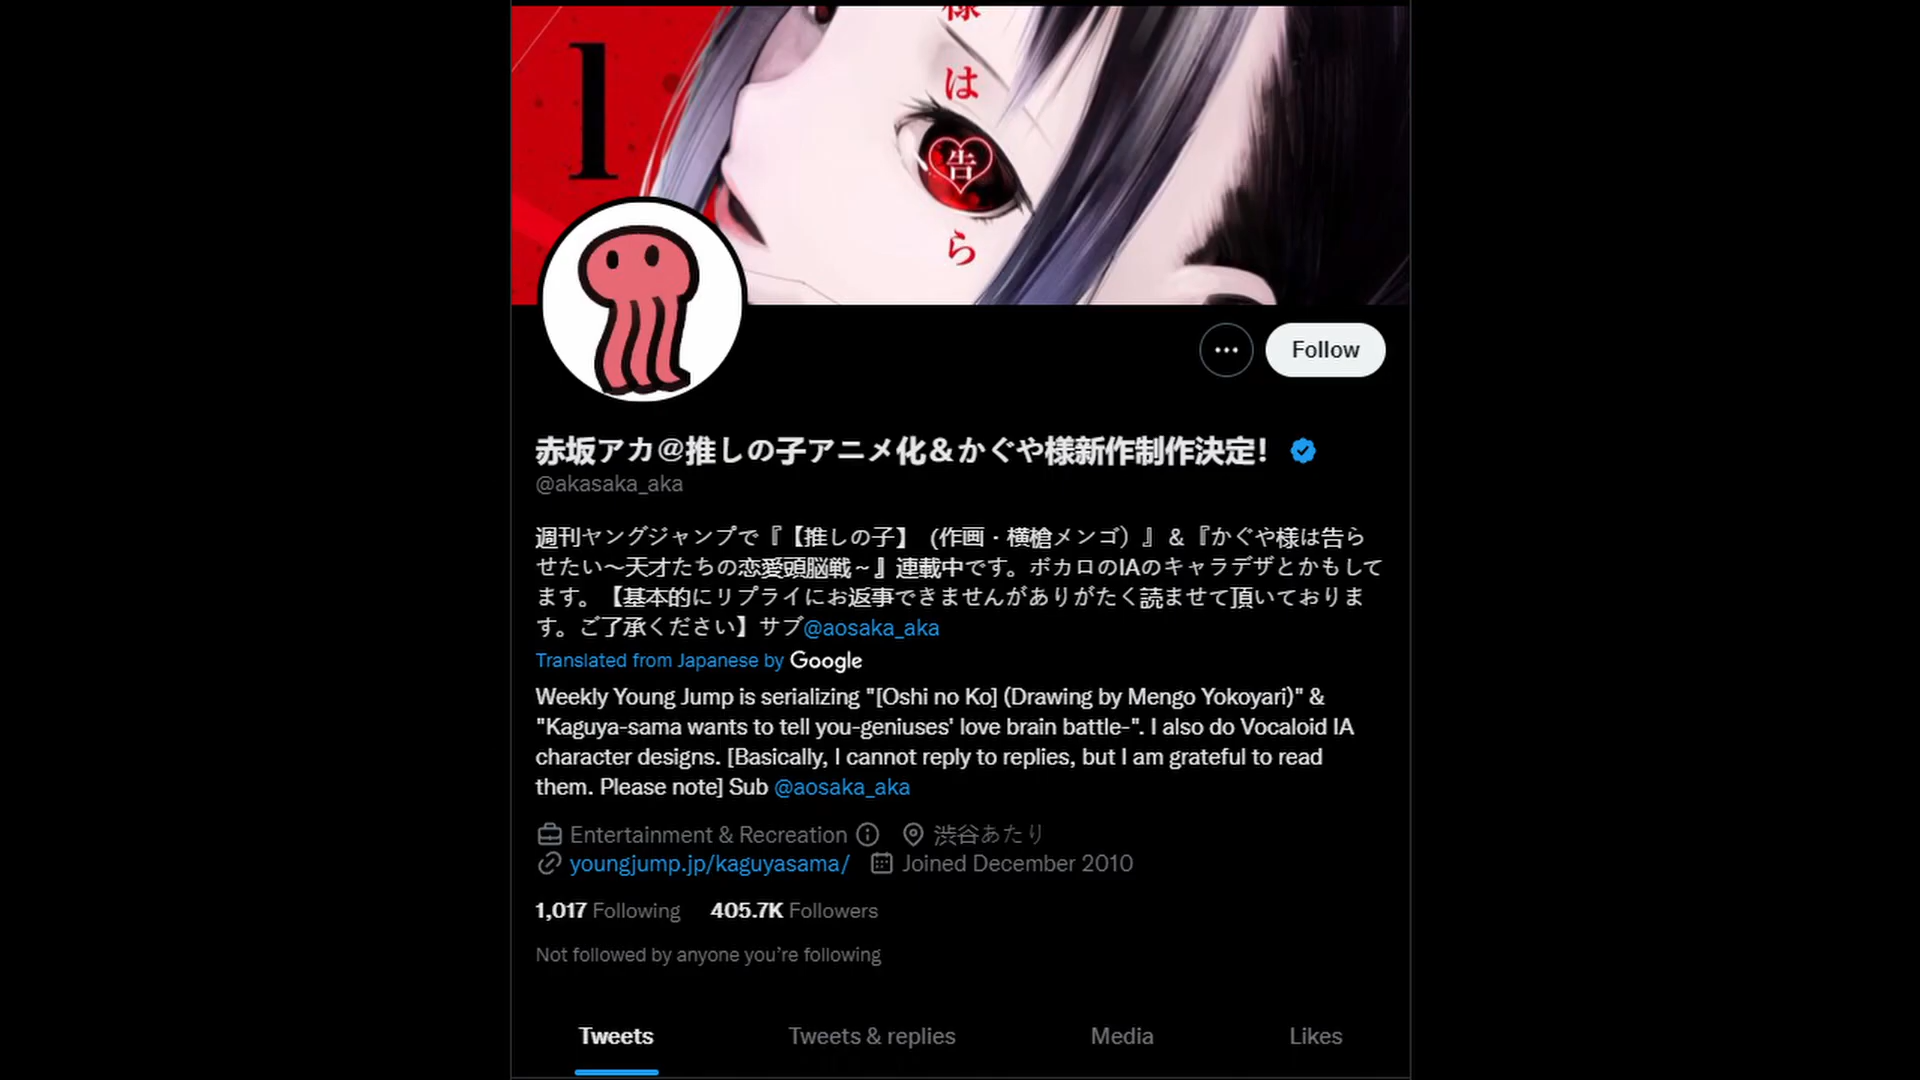 1
様
は
告
ら
Follow
赤坂アカ@推しの子アニメ化&かぐや様新作制作決定!
@akasaka_aka
週刊ヤングジャンプで『【推しの子】（作画・横槍メンゴ）』&『かぐや様は告ら
せたい〜天才たちの恋愛頭脳戦～』連載中です。ボカロのIAのキャラデザとかもして
ます。【基本的にリプライにお返事できませんがありがたく読ませて頂いておりま
す。ご了承ください】サブ@aosaka_aka
Translated from Japanese by Google
Weekly Young Jump is serializing "[Oshi no Ko] (Drawing by Mengo Yokoyari)" &
"Kaguya-sama wants to tell you-geniuses' love brain battle-". I also do Vocaloid IA
character designs. [Basically, I cannot reply to replies, but I am grateful to read
them. Please note] Sub @aosaka_aka
Entertainment & Recreation 渋谷あたり
youngjump.jp/kaguyasama/ Joined December 2010
1,017 Following 405.7K Followers
Not followed by anyone you’re following
Tweets Tweets & replies Media Likes